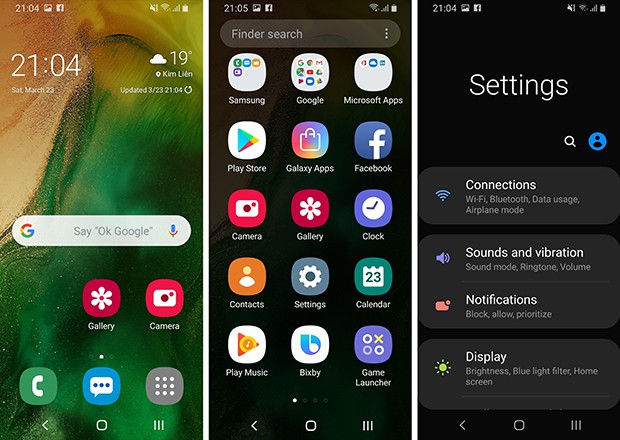 21:04
21:04
19°
Kim Liên
Sat, March 23
Updated 3/23 21:04
Say "Ok Google"
Gallery
Camera
21:05
Finder search
Samsung
Google
Microsoft Apps
Play Store
Galaxy Apps
Facebook
Camera
Gallery
Clock
Contacts
Settings
23
Calendar
Play Music
Bixby
Game
Launcher
21:04
Settings
Connections
Wi-Fi, Bluetooth, Data usage,
Airplane mode
Sounds and vibration
Sound mode, Ringtone, Volume
Notifications
Block, allow, prioritize
Display
Brightness, Blue light filter, Home
screen